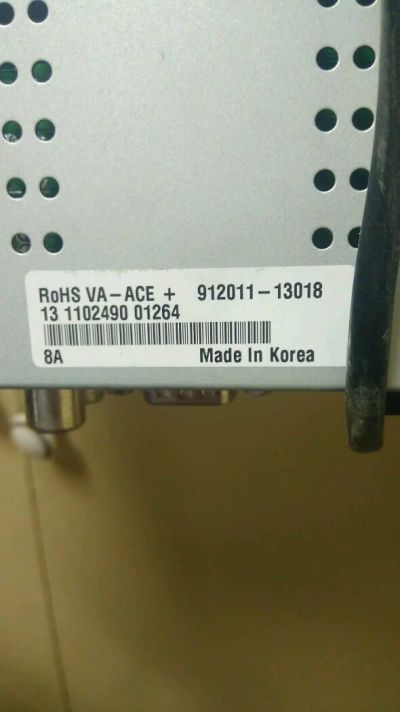 RoHS VA-ACE + 912011-13018
13 1102490 01264
8A Made In Korea